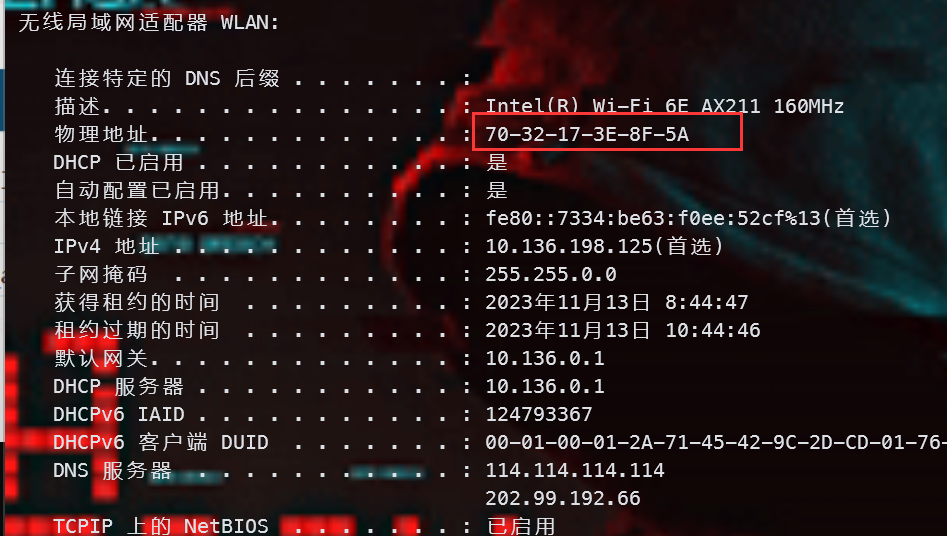 无线局域网适配器 WLAN:
连接特定的 DNS 后缀 . . . . . . . :
描述. . . . . . . . . . . . . . . : Intel(R) Wi-Fi 6E AX211 160MHz
物理地址. . . . . . . . . . . . . : 70-32-17-3E-8F-5A
DHCP 已启用 . . . . . . . . . . . : 是
自动配置已启用. . . . . . . . . . : 是
本地链接 IPv6 地址. . . . . . . . : fe80::7334:be63:f0ee:52cf%13(首选)
IPv4 地址 . . . . . . . . . . . . : 10.136.198.125(首选)
子网掩码 . . . . . . . . . . . . : 255.255.0.0
获得租约的时间 . . . . . . . . . : 2023年11月13日 8:44:47
租约过期的时间 . . . . . . . . . : 2023年11月13日 10:44:46
默认网关. . . . . . . . . . . . . : 10.136.0.1
DHCP 服务器 . . . . . . . . . . . : 10.136.0.1
DHCPv6 IAID . . . . . . . . . . . : 124793367
DHCPv6 客户端 DUID . . . . . . . : 00-01-00-01-2A-71-45-42-9C-2D-CD-01-76-
DNS 服务器 . . . . . . . . . . . : 114.114.114.114
202.99.192.66
TCPIP 上的 NetBIOS . . . . . . . : 已启用